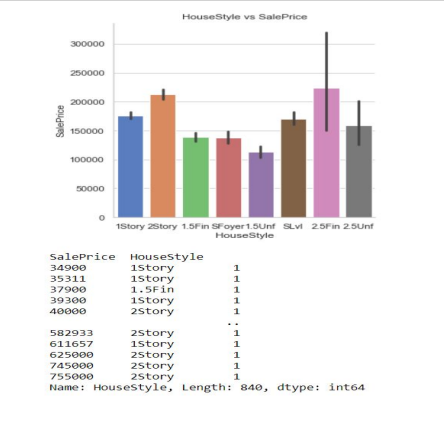 HouseStyle vs SalePrice
300000
250000
200000
150000
100000
50000
0
SalePrice
1Story 2Story 1.5Fin SFoyer 1.5Unf SLvl 2.5Fin 2.5Unf
HouseStyle
SalePrice HouseStyle
34900 1Story 1
35311 1Story 1
37900 1.5Fin 1
39300 1Story 1
40000 2Story 1
..
582933 2Story 1
611657 1Story 1
625000 2Story 1
745000 2Story 1
755000 2Story 1
Name: HouseStyle, Length: 840, dtype: int64